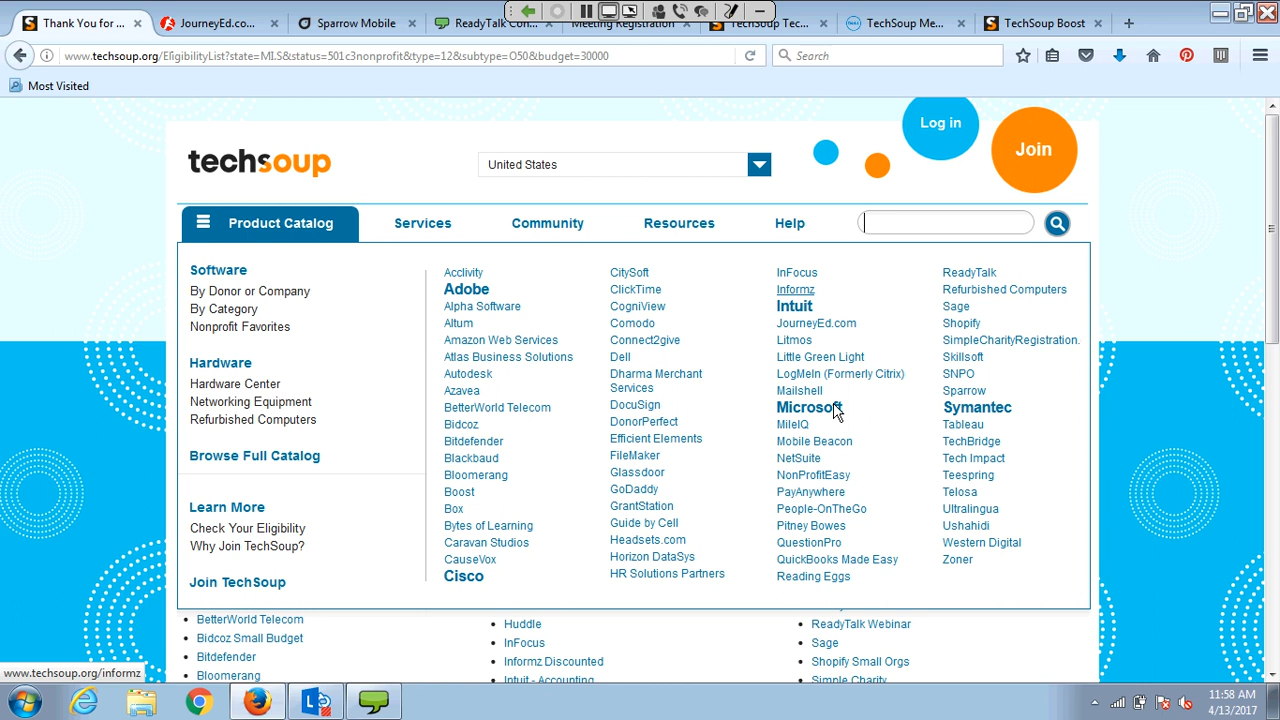 Thank You for ...
JourneyEd.co...
Sparrow Mobile
ReadyTalk Con...
Meeting Registration
TechSoup Tec...
TechSoup Me...
TechSoup Boost
www.techsoup.org/EligibilityList?state=MLS&status=501c3nonprofit&type=12&subtype=O50&budget=30000
Search
Most Visited
Log in
Join
techsoup
United States
Product Catalog
Services
Community
Resources
Help
Software
By Donor or Company
By Category
Nonprofit Favorites
Hardware
Hardware Center
Networking Equipment
Refurbished Computers
Browse Full Catalog
Learn More
Check Your Eligibility
Why Join TechSoup?
Join TechSoup
Acclivity
Adobe
Alpha Software
Altum
Amazon Web Services
Atlas Business Solutions
Autodesk
Azavea
BetterWorld Telecom
Bidcoz
Bitdefender
Blackbaud
Bloomerang
Boost
Box
Bytes of Learning
Caravan Studios
CauseVox
Cisco
CitySoft
ClickTime
CogniView
Comodo
Connect2give
Dell
Dharma Merchant
Services
DocuSign
DonorPerfect
Efficient Elements
FileMaker
Glassdoor
GoDaddy
GrantStation
Guide by Cell
Headsets.com
Horizon DataSys
HR Solutions Partners
InFocus
Informz
Intuit
JourneyEd.com
Litmos
Little Green Light
LogMeIn (Formerly Citrix)
Mailshell
Microsoft
MileIQ
Mobile Beacon
NetSuite
NonProfitEasy
PayAnywhere
People-OnTheGo
Pitney Bowes
QuestionPro
QuickBooks Made Easy
Reading Eggs
ReadyTalk
Refurbished Computers
Sage
Shopify
SimpleCharityRegistration.
Skillsoft
SNPO
Sparrow
Symantec
Tableau
TechBridge
Tech Impact
Teespring
Telosa
Ultralingua
Ushahidi
Western Digital
Zoner
BetterWorld Telecom
Bidcoz Small Budget
Bitdefender
Bloomerang
Huddle
InFocus
Informz Discounted
Intuit - Accounting
ReadyTalk Webinar
Sage
Shopify Small Orgs
Simple Charity
www.techsoup.org/informz
11:58 AM
4/13/2017